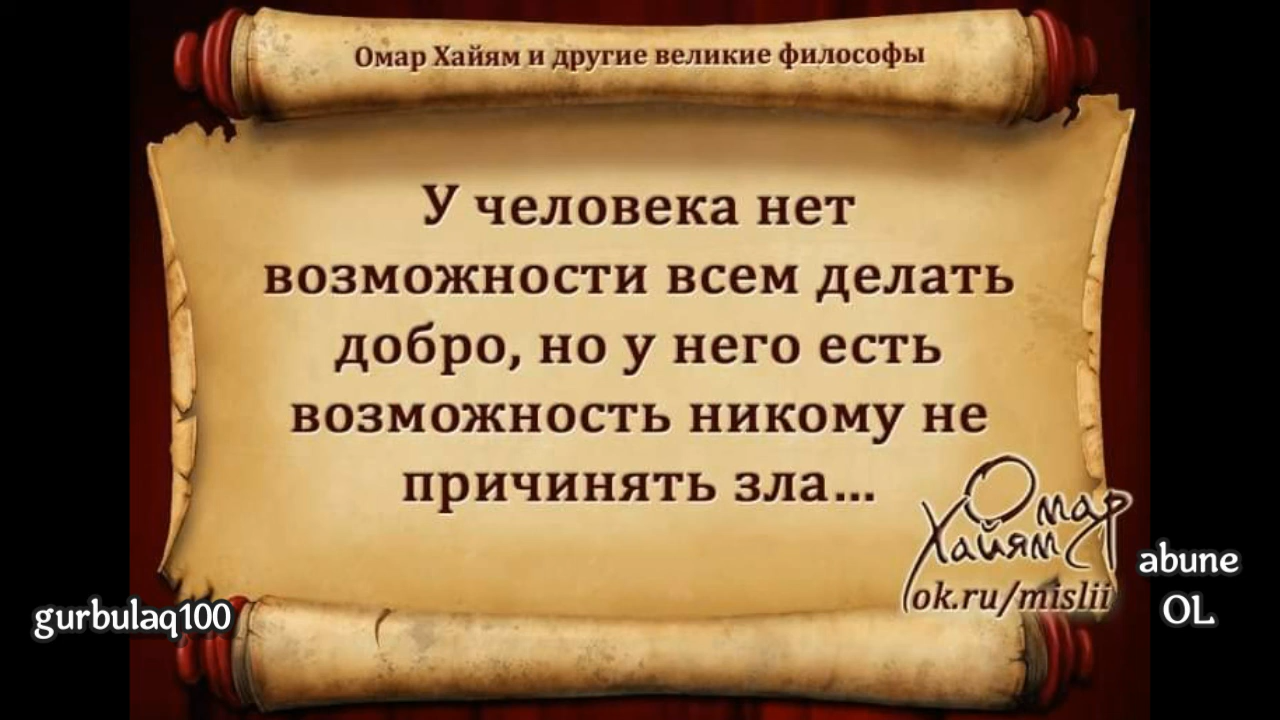 Омар Хайям и другие великие философы
У человека нет
возможности всем делать
добро, но у него есть
возможность никому не
причинять зла...
Омар
Хайям
ok.ru/mislii
gurbulaq100
abune
OL